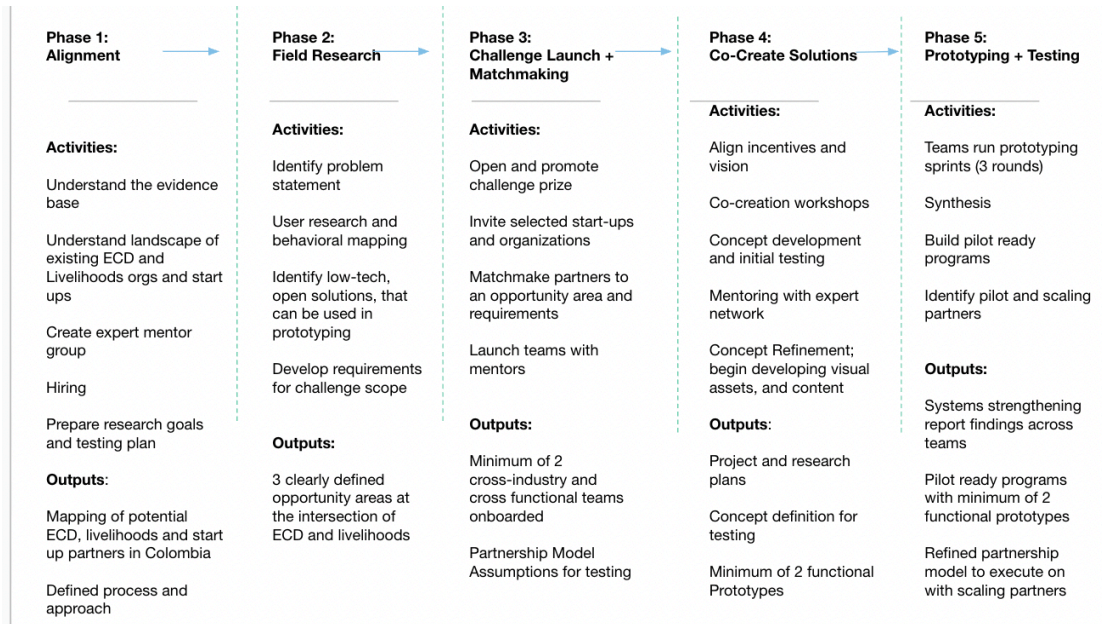 Phase 1:
Alignment
Activities:
Understand the evidence
base
Understand landscape of
existing ECD and
Livelihoods orgs and start
ups
Create expert mentor
group
Hiring
Prepare research goals
and testing plan
Outputs:
Mapping of potential
ECD, livelihoods and start
up partners in Colombia
Defined process and
approach
Phase 2:
Field Research
Activities:
Identify problem
statement
User research and
behavioral mapping
Identify low-tech,
open solutions, that
can be used in
prototyping
Develop requirements
for challenge scope
Outputs:
3 clearly defined
opportunity areas at
the intersection of
ECD and livelihoods
Phase 3:
Challenge Launch +
Matchmaking
Activities:
Open and promote
challenge prize
Invite selected start-ups
and organizations
Matchmake partners to
an opportunity area and
requirements
Launch teams with
mentors
Outputs:
Minimum of 2
cross-industry and
cross functional teams
onboarded
Partnership Model
Assumptions for testing
Phase 4:
Co-Create Solutions
Activities:
Align incentives and
vision
Co-creation workshops
Concept development
and initial testing
Mentoring with expert
network
Concept Refinement;
begin developing visual
assets, and content
Outputs:
Project and research
plans
Concept definition for
testing
Minimum of 2 functional
Prototypes
Phase 5:
Prototyping + Testing
Activities:
Teams run prototyping
sprints (3 rounds)
Synthesis
Build pilot ready
programs
Identify pilot and scaling
partners
Outputs:
Systems strengthening
report findings across
teams
Pilot ready programs
with minimum of 2
functional prototypes
Refined partnership
model to execute on
with scaling partners